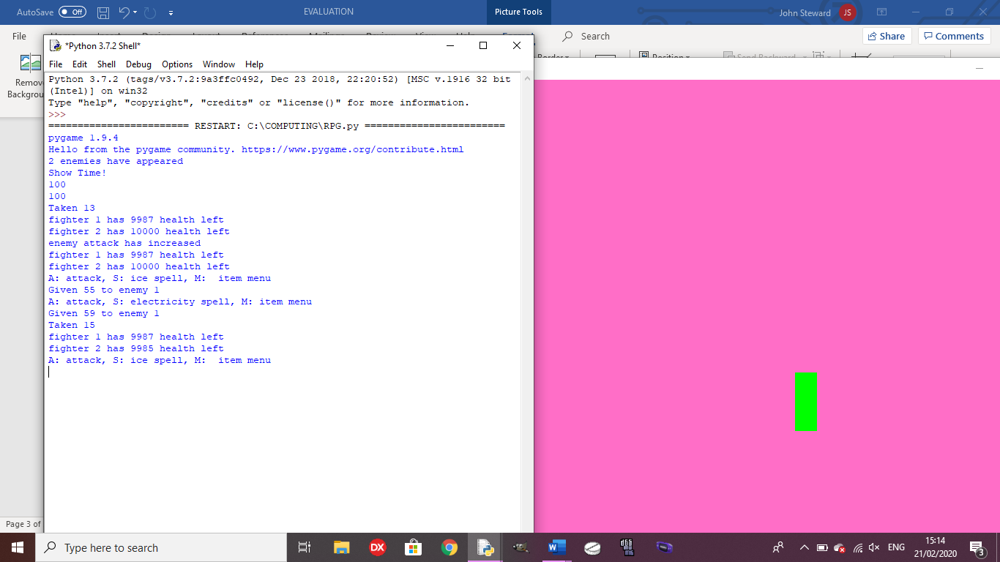 AutoSave Off
EVALUATION
Picture Tools
John Steward JS
File
Search
Share
Comments
*Python 3.7.2 Shell*
File Edit Shell Debug Options Window Help
Remove
Backgrou
Position
Send Backward
Python 3.7.2 (tags/v3.7.2:9a3ffc0492, Dec 23 2018, 22:20:52) [MSC v.1916 32 bit
(Intel)] on win32
Type "help", "copyright", "credits" or "license()" for more information.
>>>
======================== RESTART: C:\COMPUTING\RPG.py ========================
pygame 1.9.4
Hello from the pygame community. https://www.pygame.org/contribute.html
2 enemies have appeared
Show Time!
100
100
Taken 13
fighter 1 has 9987 health left
fighter 2 has 10000 health left
enemy attack has increased
fighter 1 has 9987 health left
fighter 2 has 10000 health left
A: attack, S: ice spell, M:  item menu
Given 55 to enemy 1
A: attack, S: electricity spell, M: item menu
Given 59 to enemy 1
Taken 15
fighter 1 has 9987 health left
fighter 2 has 9985 health left
A: attack, S: ice spell, M:  item menu
Page 3 of
Type here to search
DX
ENG
15:14
21/02/2020
3